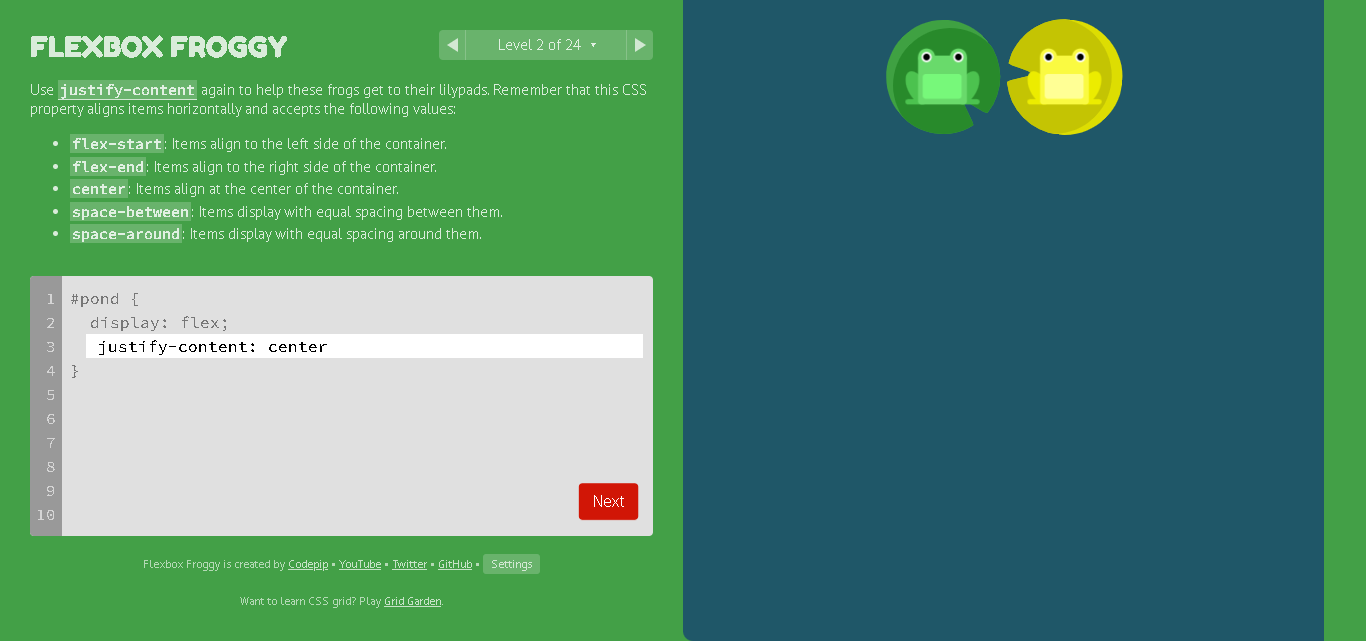 FLEXBOX FROGGY
Level 2 of 24 ▾
Use justify-content again to help these frogs get to their lilypads. Remember that this CSS
property aligns items horizontally and accepts the following values:
• flex-start: Items align to the left side of the container.
• flex-end: Items align to the right side of the container.
• center: Items align at the center of the container.
• space-between: Items display with equal spacing between them.
• space-around: Items display with equal spacing around them.
1 #pond {
2 display: flex;
3 justify-content: center
4 }
5
6
7
8
9
10
Next
Flexbox Froggy is created by Codepip • YouTube • Twitter • GitHub • Settings
Want to learn CSS grid? Play Grid Garden.